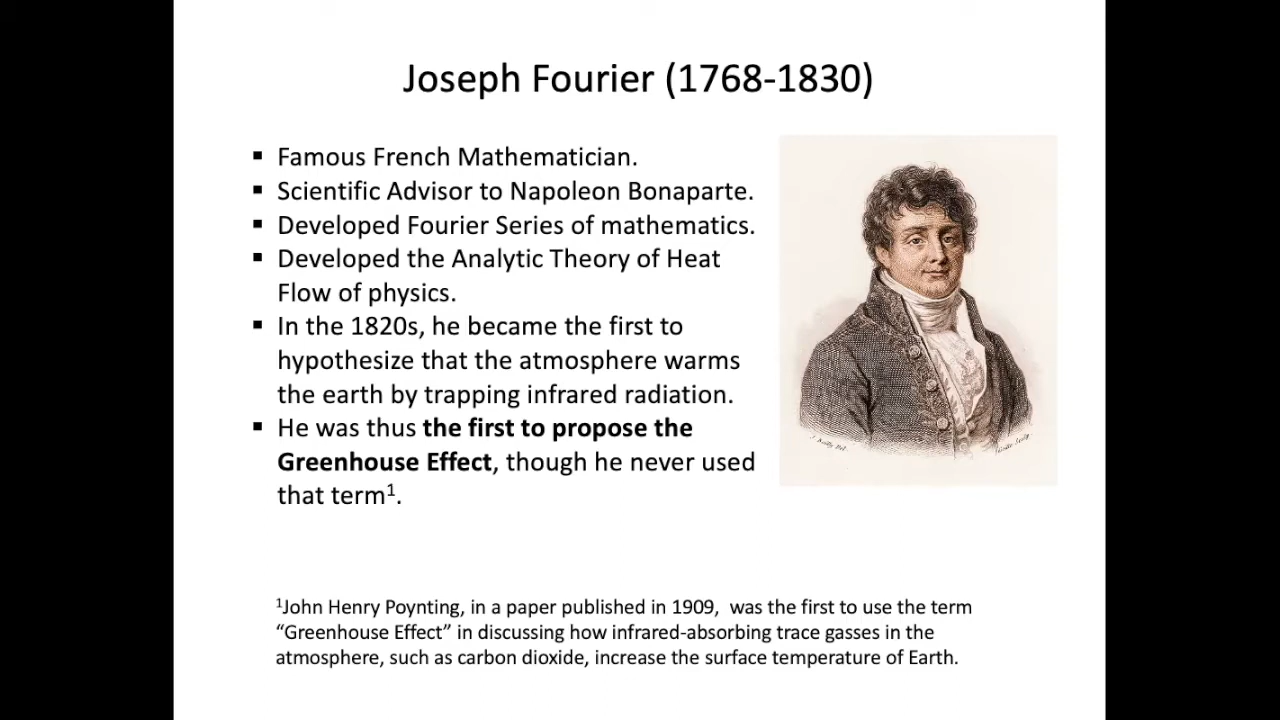 Joseph Fourier (1768-1830)
▪ Famous French Mathematician.
▪ Scientific Advisor to Napoleon Bonaparte.
▪ Developed Fourier Series of mathematics.
▪ Developed the Analytic Theory of Heat
Flow of physics.
▪ In the 1820s, he became the first to
hypothesize that the atmosphere warms
the earth by trapping infrared radiation.
▪ He was thus the first to propose the
Greenhouse Effect, though he never used
that term¹.
¹John Henry Poynting, in a paper published in 1909, was the first to use the term
“Greenhouse Effect” in discussing how infrared-absorbing trace gasses in the
atmosphere, such as carbon dioxide, increase the surface temperature of Earth.